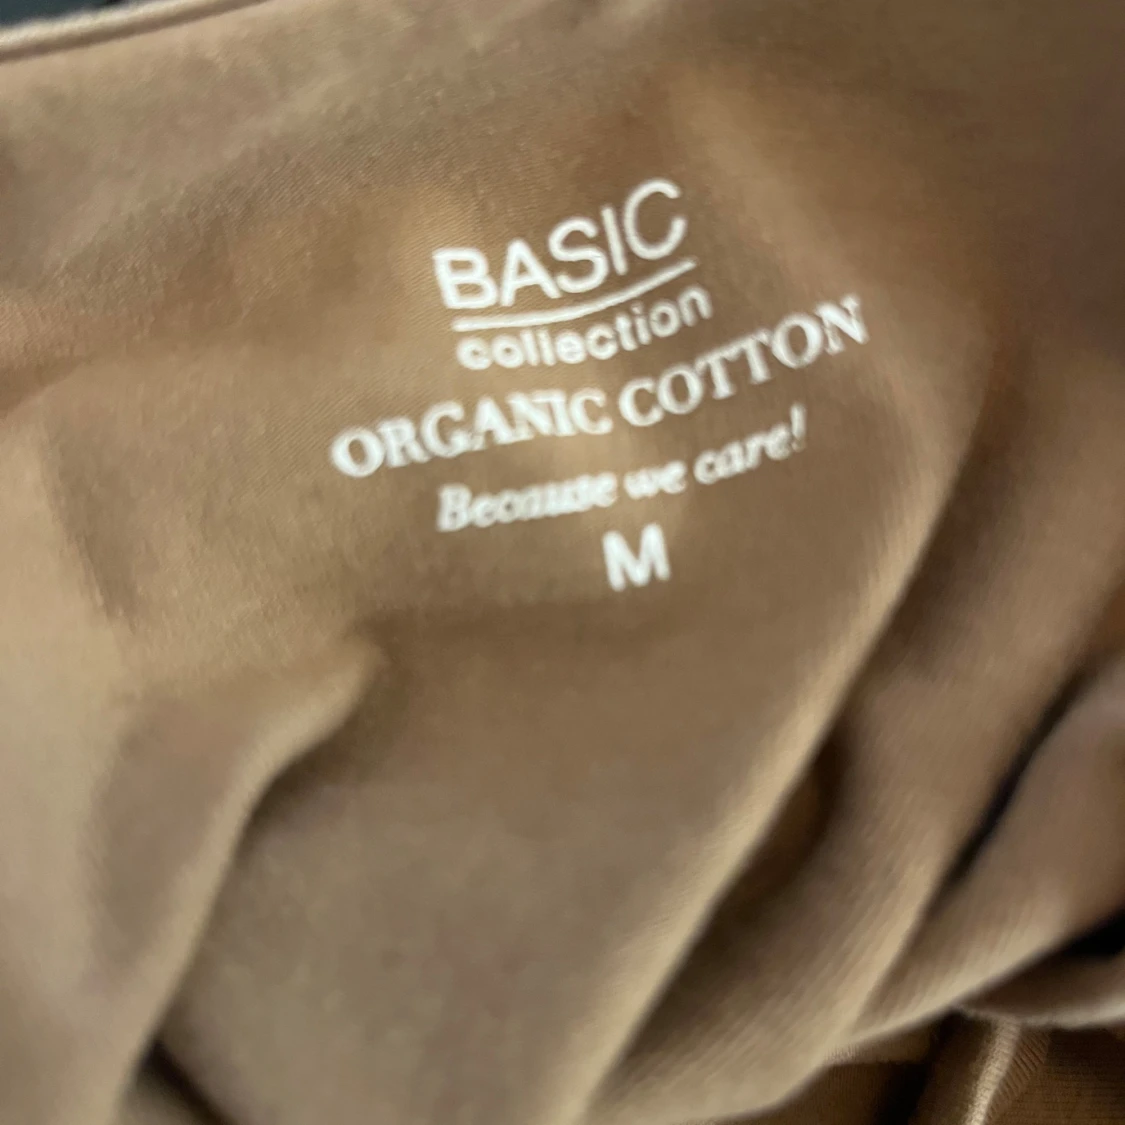 BASIC
collection
ORGANIC COTTON
Because we care!
M